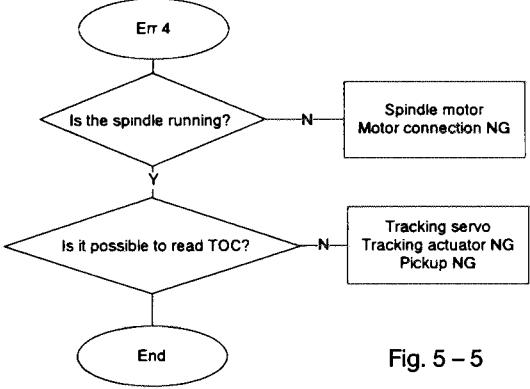 Err 4
Is the spindle running?
N
Spindle motor
Motor connection NG
Y
Is it possible to read TOC?
N
Tracking servo
Tracking actuator NG
Pickup NG
End
Fig. 5 – 5